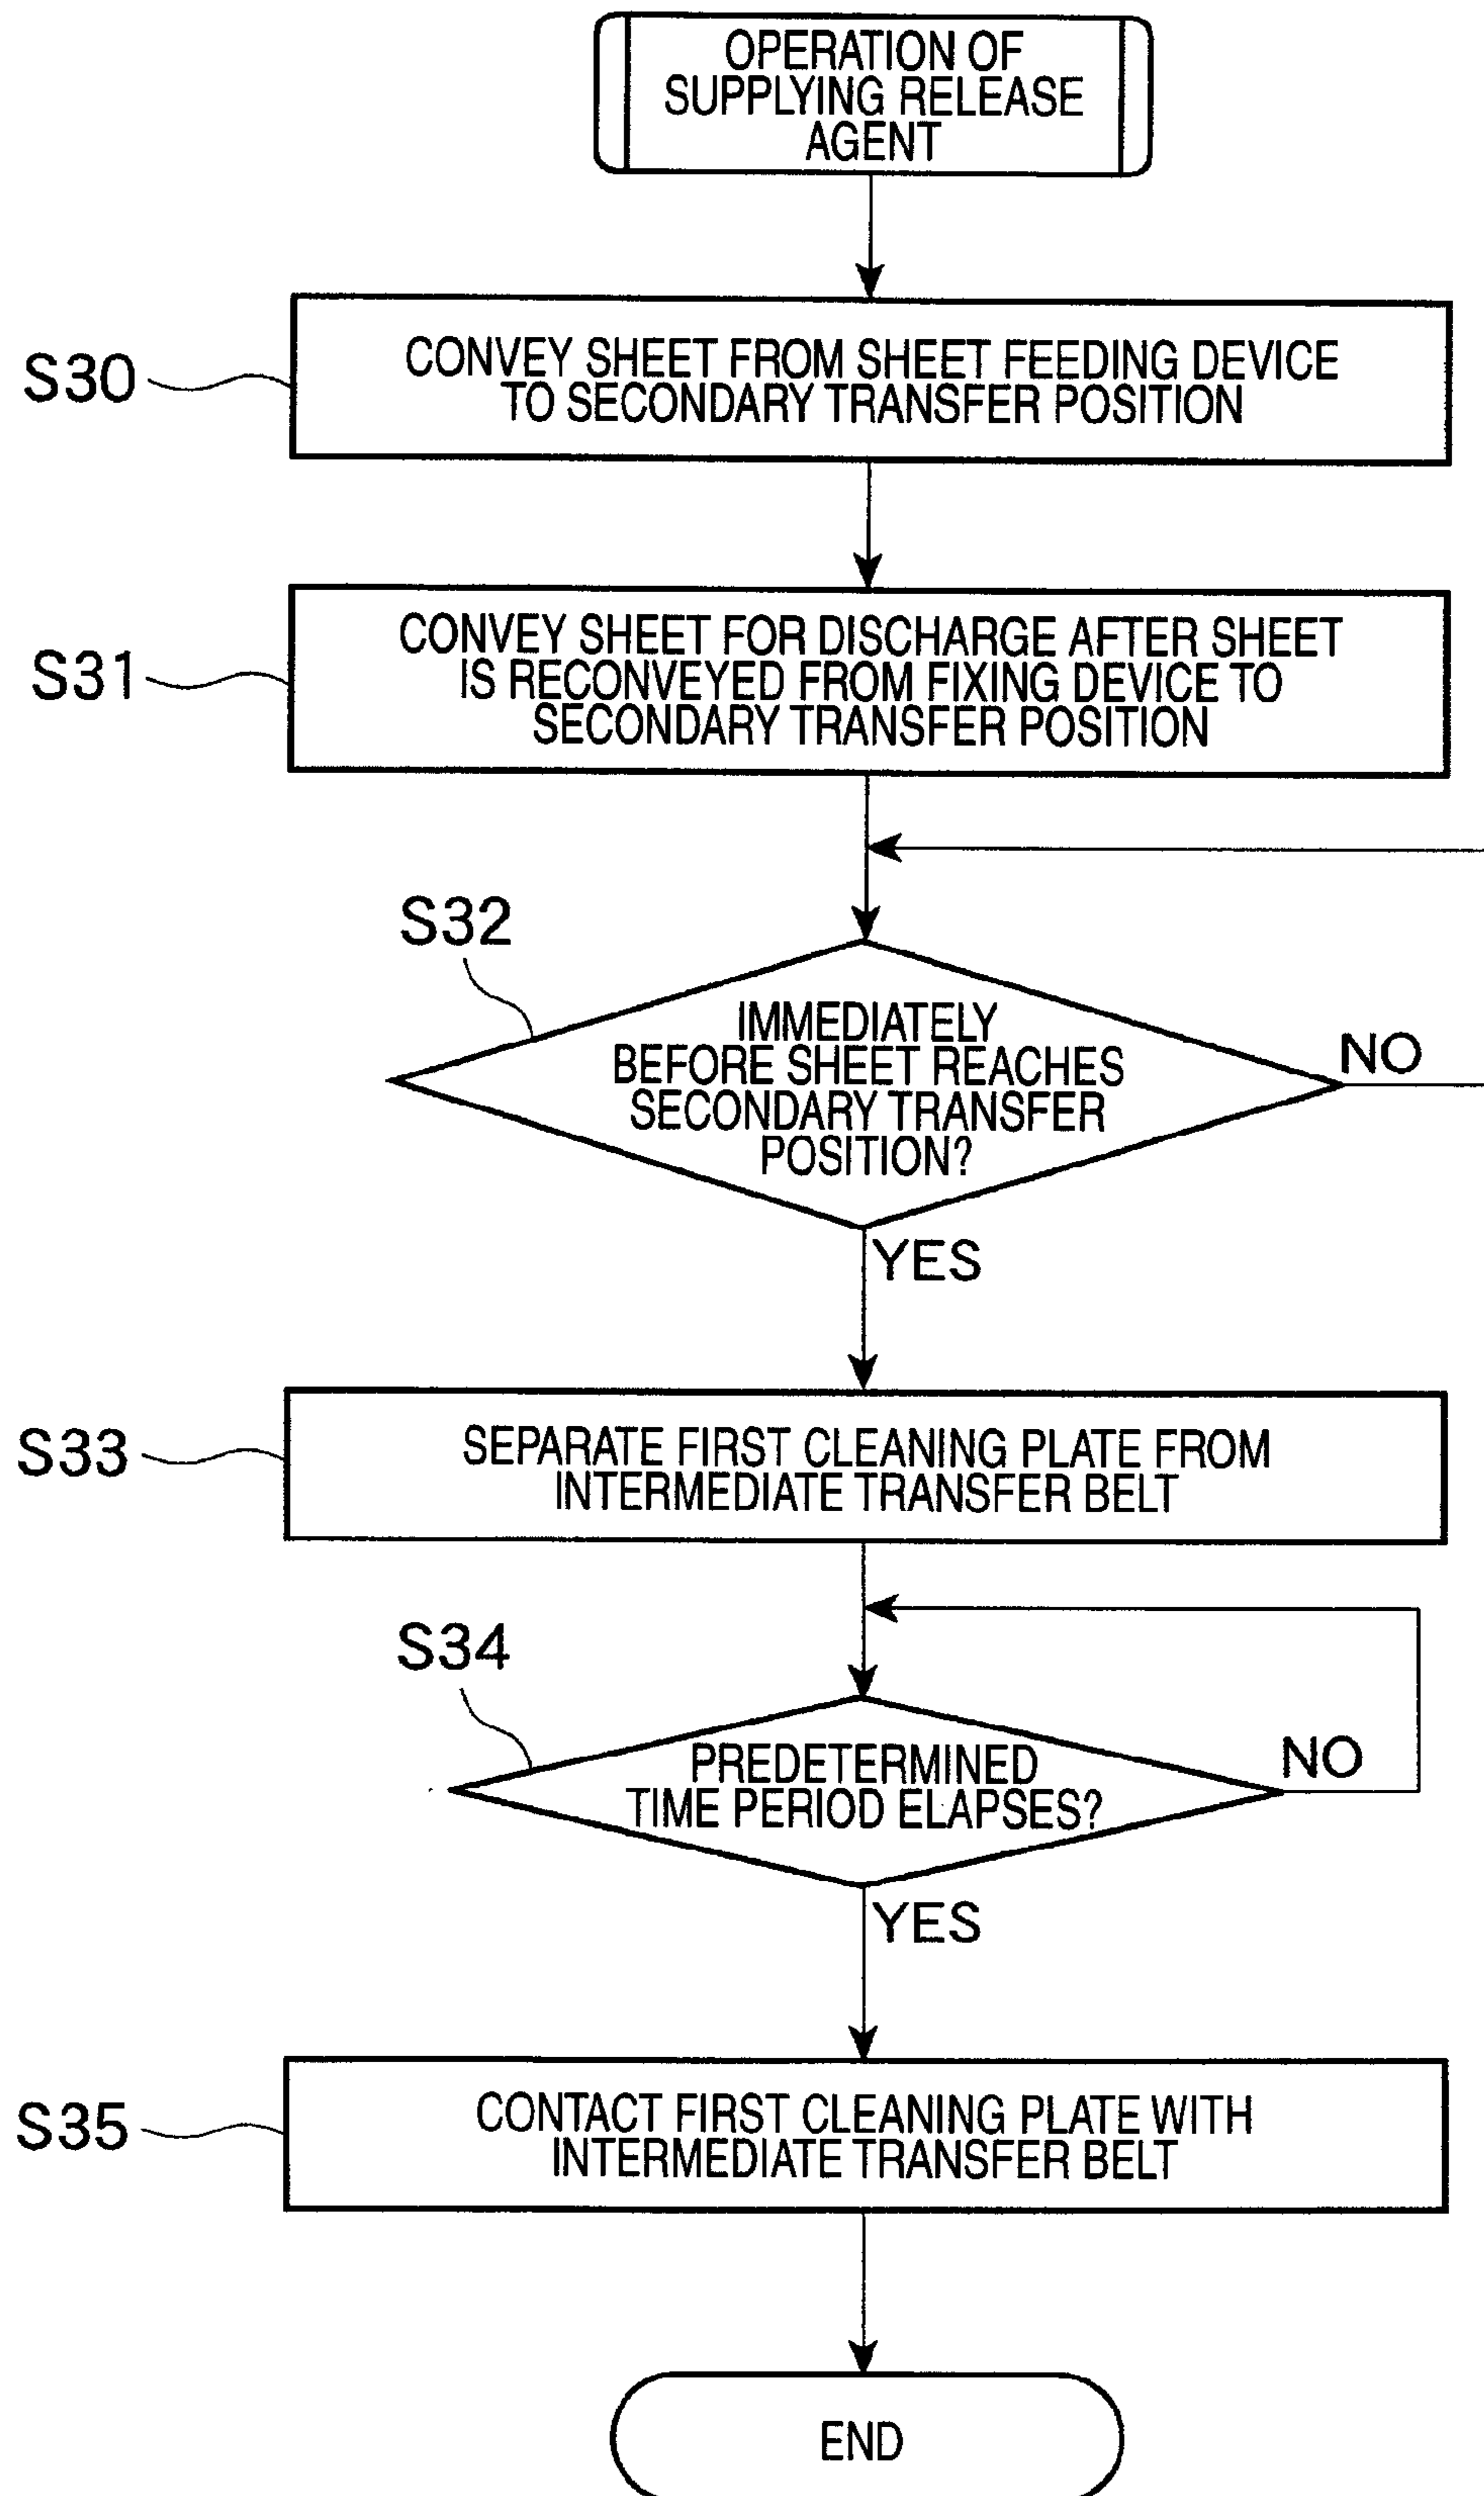 OPERATION OF
SUPPLYING RELEASE
AGENT
S30
CONVEY SHEET FROM SHEET FEEDING DEVICE
TO SECONDARY TRANSFER POSITION
S31
CONVEY SHEET FOR DISCHARGE AFTER SHEET
IS RECONVEYED FROM FIXING DEVICE TO
SECONDARY TRANSFER POSITION
S32
IMMEDIATELY
BEFORE SHEET REACHES
SECONDARY TRANSFER
POSITION?
NO
YES
S33
SEPARATE FIRST CLEANING PLATE FROM
INTERMEDIATE TRANSFER BELT
S34
PREDETERMINED
TIME PERIOD ELAPSES?
NO
YES
S35
CONTACT FIRST CLEANING PLATE WITH
INTERMEDIATE TRANSFER BELT
END